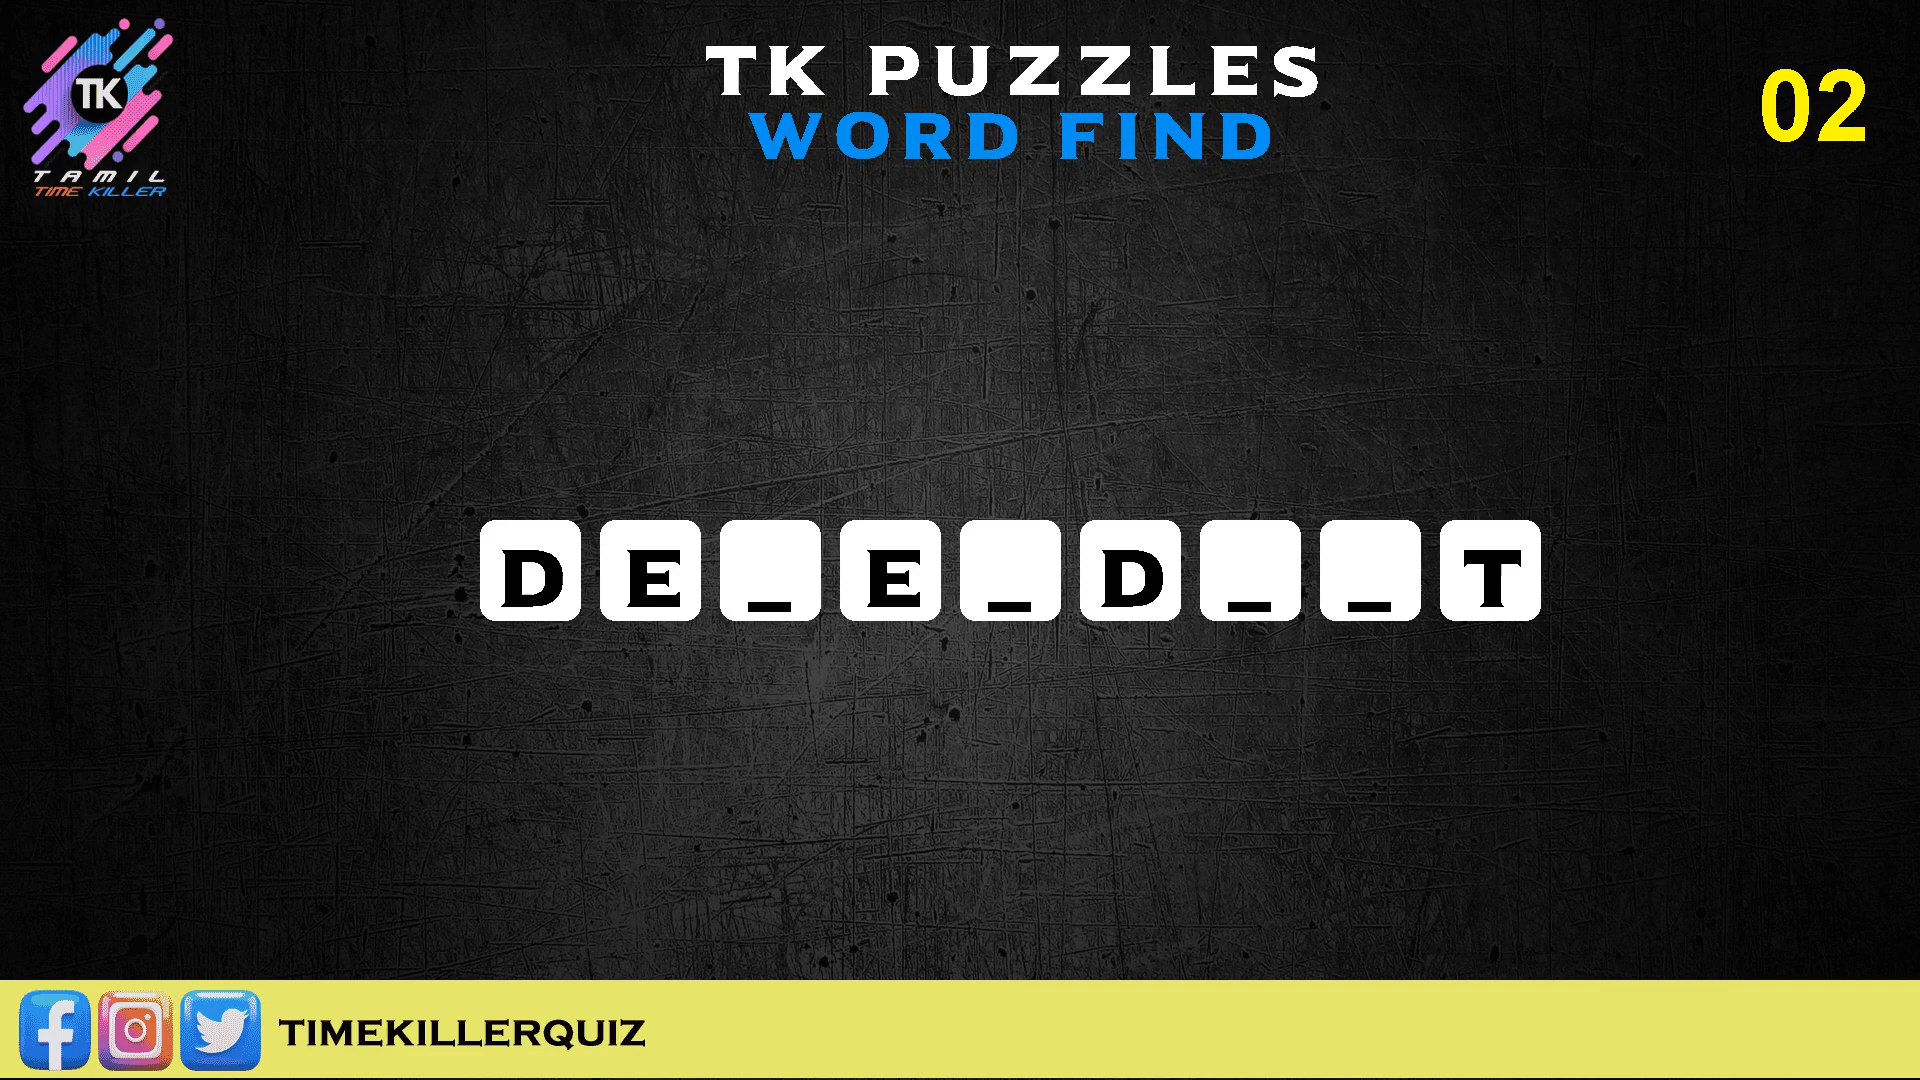 TK
TAMIL
TIME KILLER
TK PUZZLES
WORD FIND
02
D E _ E _ D _ _ T
TIMEKILLERQUIZ